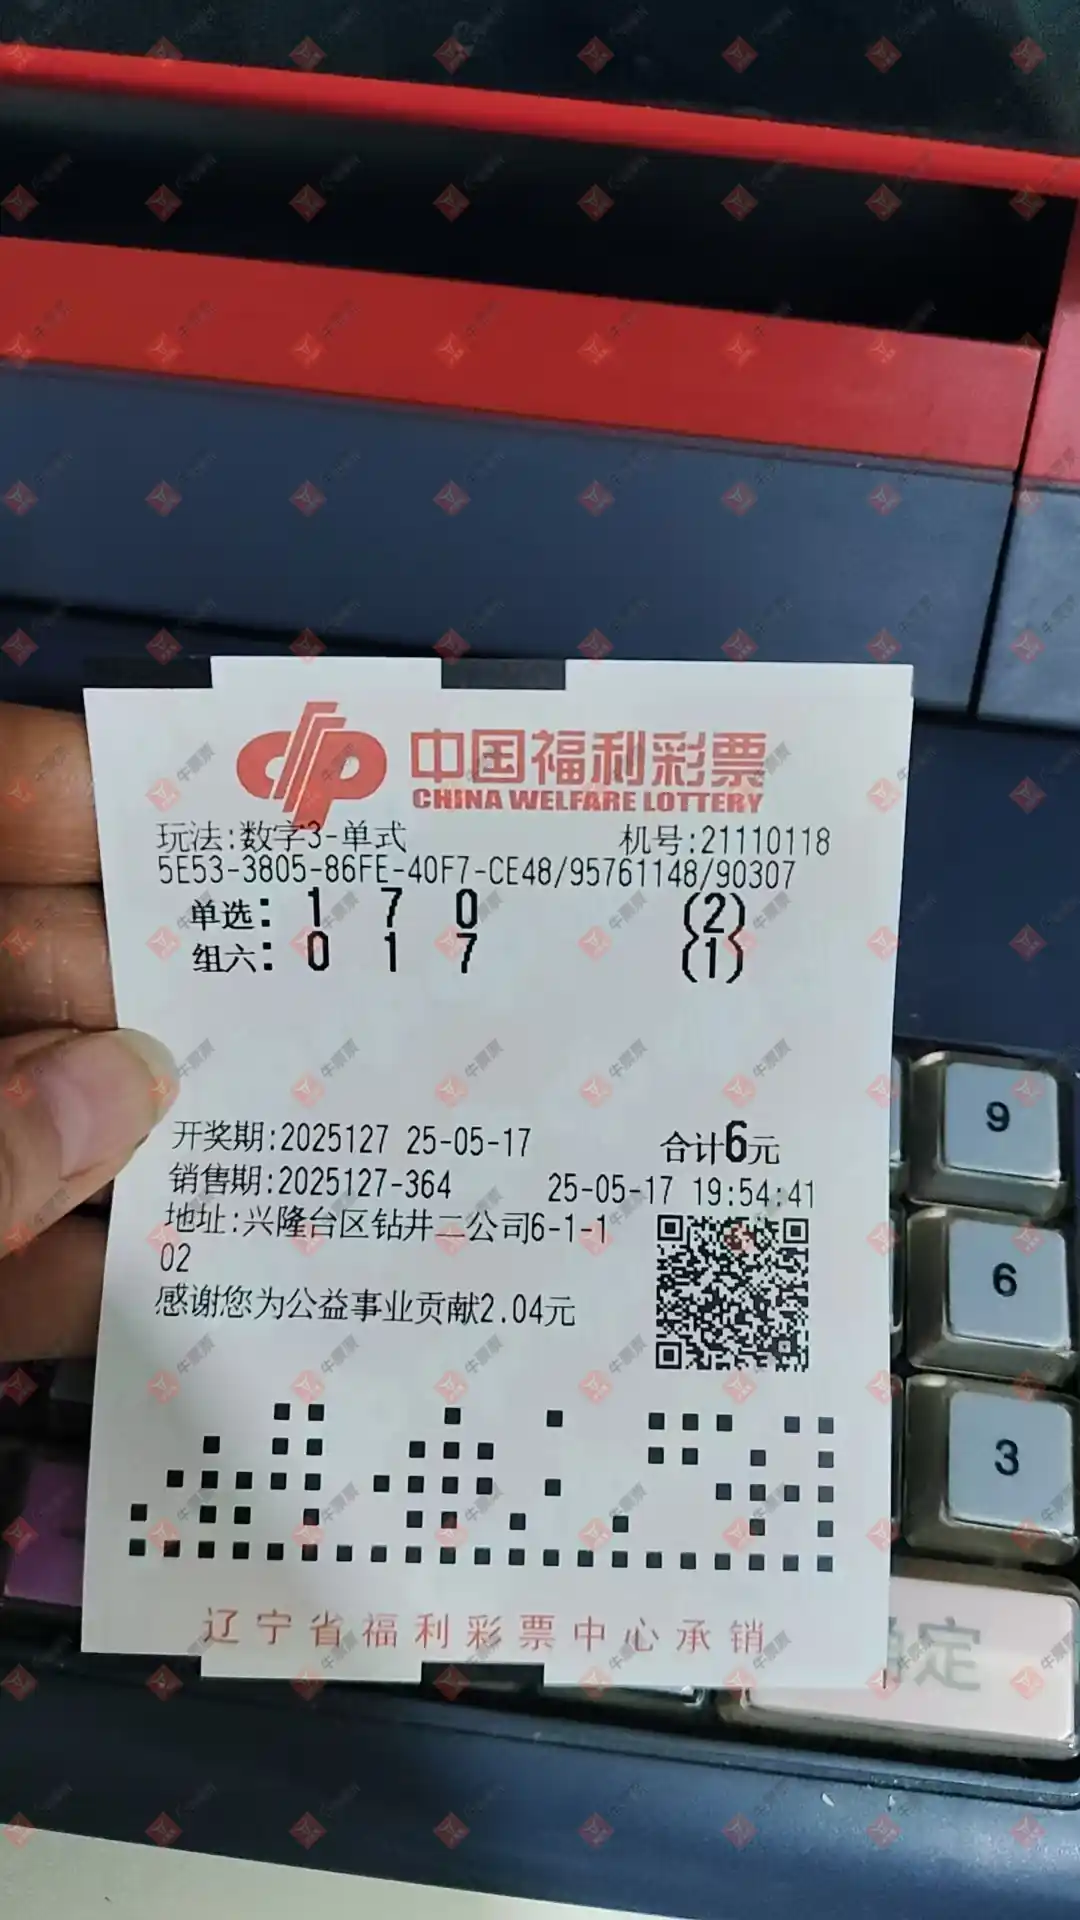 中国福利彩票
CHINA WELFARE LOTTERY
玩法:数字3-单式 机号:21110118
5E53-3805-86FE-40F7-CE48/95761148/90307
单选: 1 7 0 (2)
组六: 0 1 7 (1)
开奖期:2025127 25-05-17 合计6元
销售期:2025127-364 25-05-17 19:54:41
地址:兴隆台区钻井二公司6-1-1
02
感谢您为公益事业贡献2.04元
辽宁省福利彩票中心承销
9
6
3
确定
牛票票